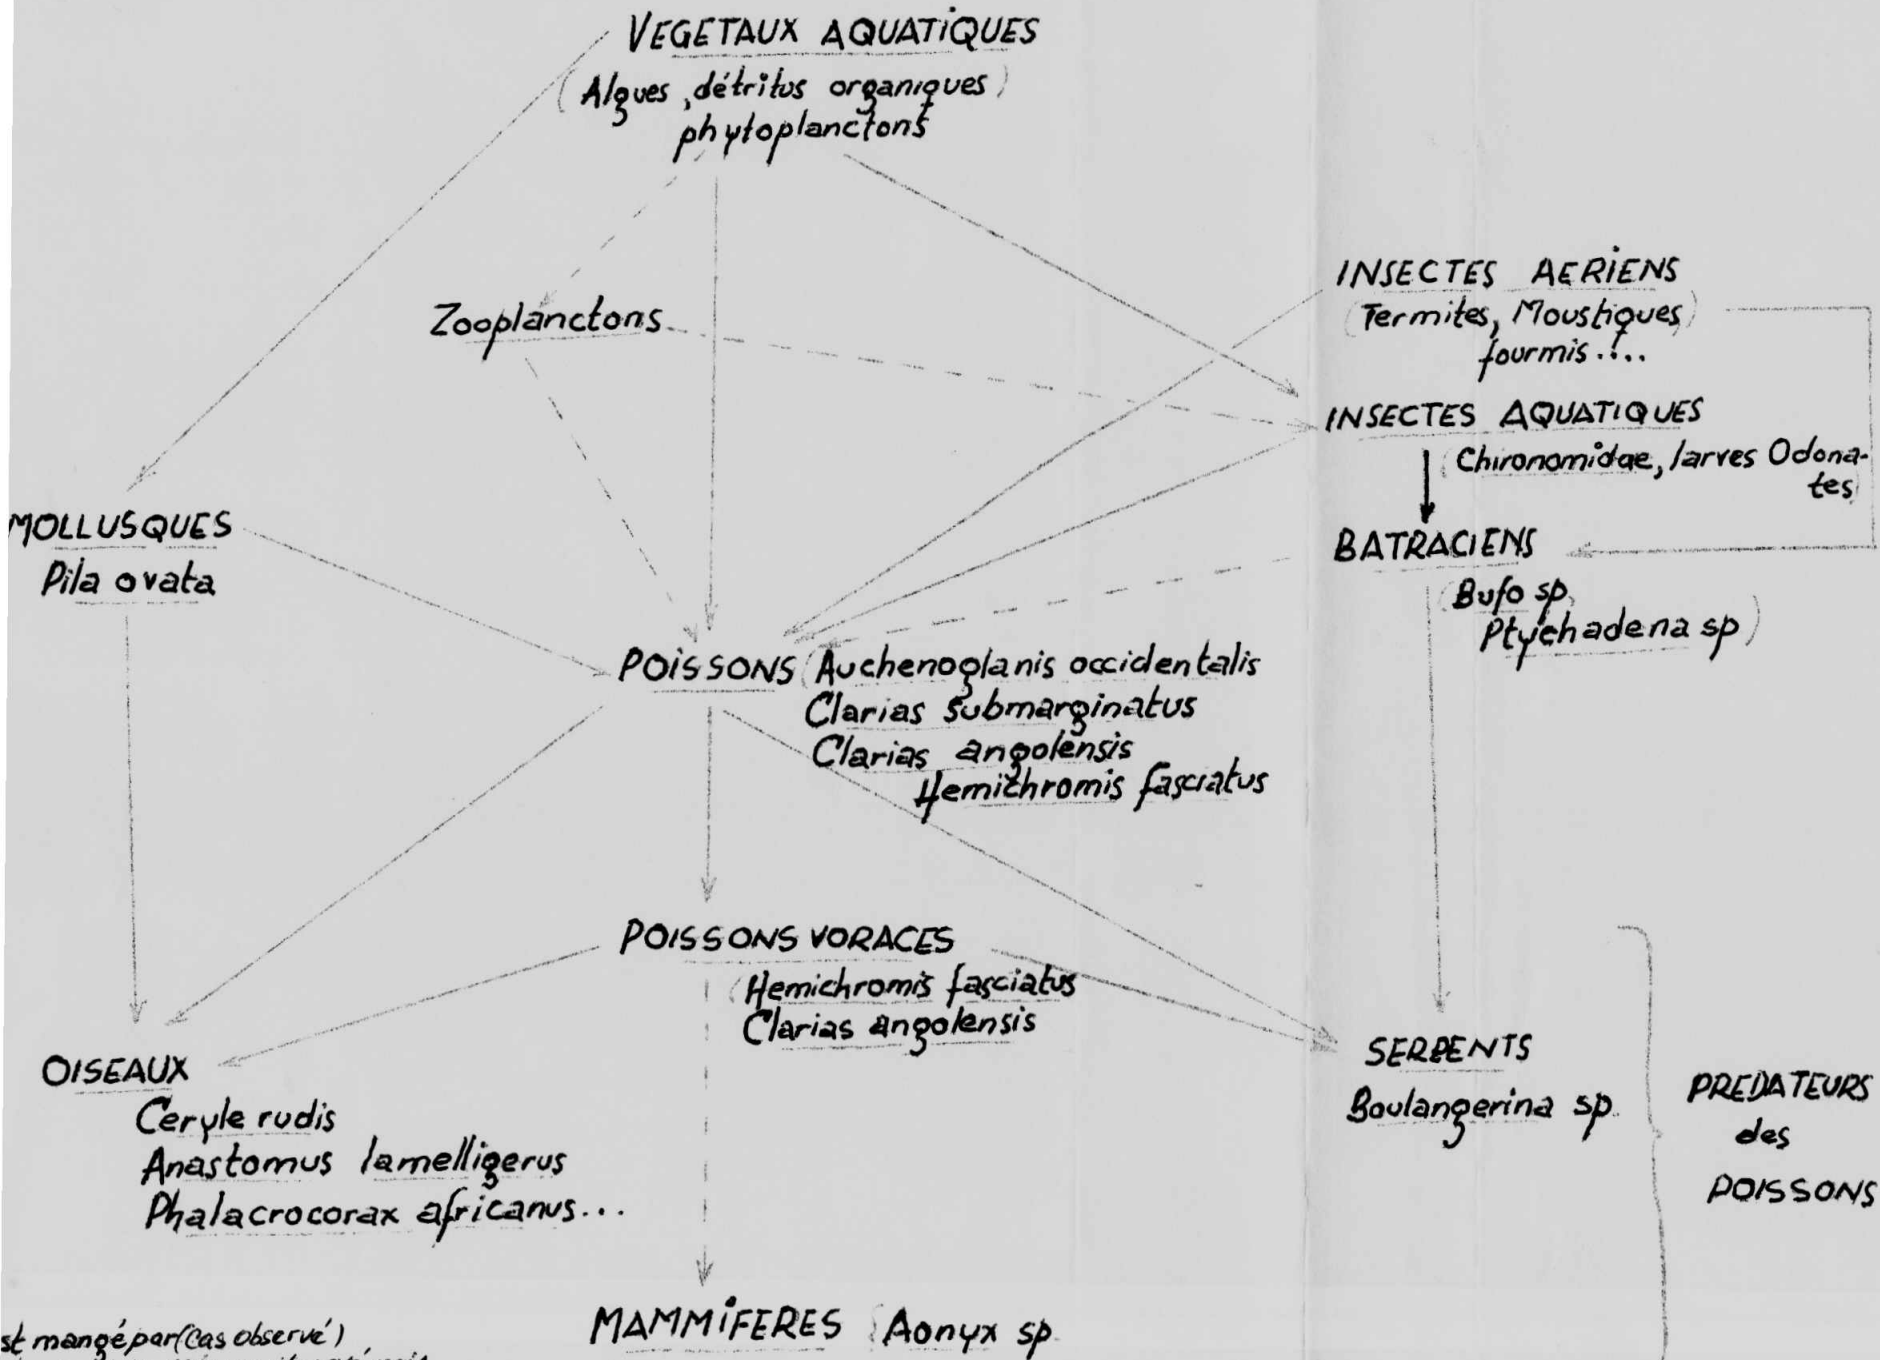 VEGETAUX AQUATIQUES
(Algues, détritus organiques)
phytoplanctons
INSECTES AERIENS
(Termites, Moustiques)
fourmis....
Zooplanctons
INSECTES AQUATIQUES
(Chironomidae, larves Odona-
tes)
MOLLUSQUES
Pila ovata
BATRACIENS
(Bufo sp,
Ptychadena sp)
POISSONS (Auchenoglanis occidentalis
Clarias submarginatus
Clarias angolensis
Hemichromis fasciatus
POISSONS VORACES
(Hemichromis fasciatus
Clarias angolensis
OISEAUX
Ceryle rudis
Anastomus lamelligerus
Phalacrocorax africanus...
SERPENTS
Boulangerina sp.
PREDATEURS
des
POISSONS
MAMMIFERES (Aonyx sp.
st mangé par (Cas observé)